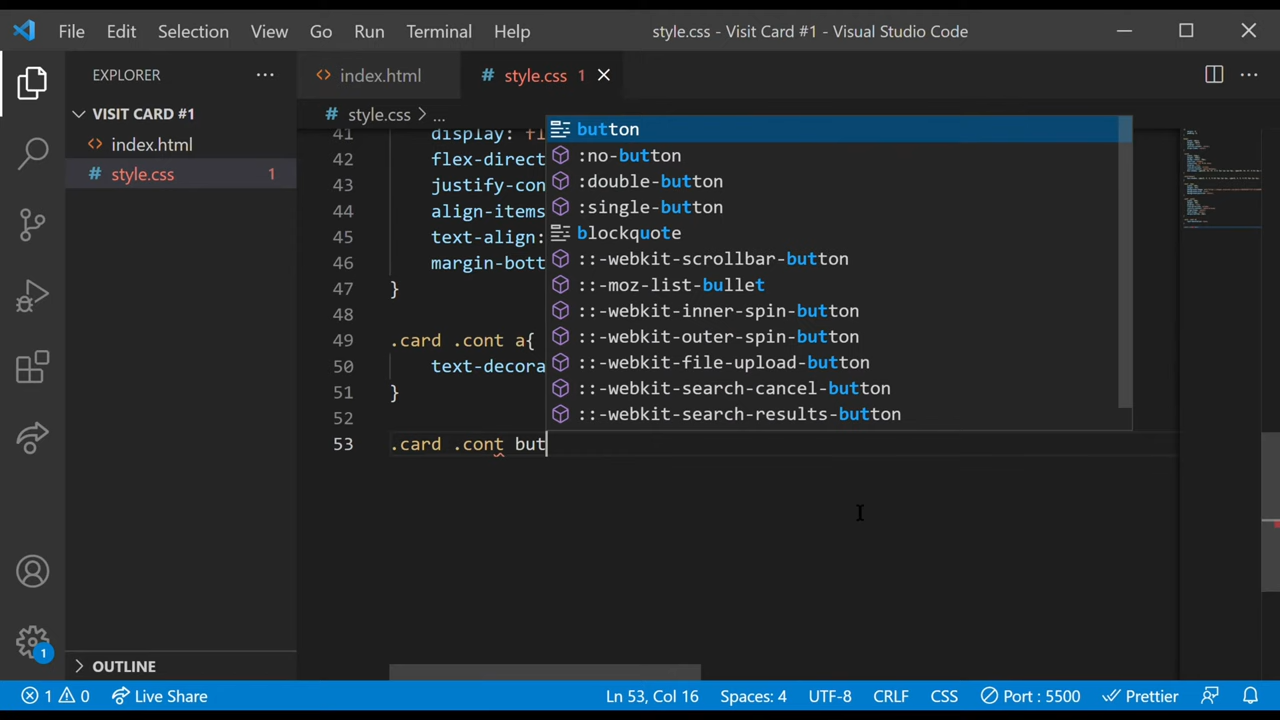 File Edit Selection View Go Run Terminal Help style.css - Visit Card #1 - Visual Studio Code
EXPLORER
index.html
style.css 1
VISIT CARD #1
index.html
style.css 1
style.css > ...
41 display: fl
42 flex-direct
43 justify-con
44 align-items
45 text-align:
46 margin-bott
47 }
48
49 .card .cont a{
50 text-decora
51 }
52
53 .card .cont but
button
:no-button
:double-button
:single-button
blockquote
::-webkit-scrollbar-button
::-moz-list-bullet
::-webkit-inner-spin-button
::-webkit-outer-spin-button
::-webkit-file-upload-button
::-webkit-search-cancel-button
::-webkit-search-results-button
1
OUTLINE
1 0 Live Share Ln 53, Col 16 Spaces: 4 UTF-8 CRLF CSS Port : 5500 Prettier